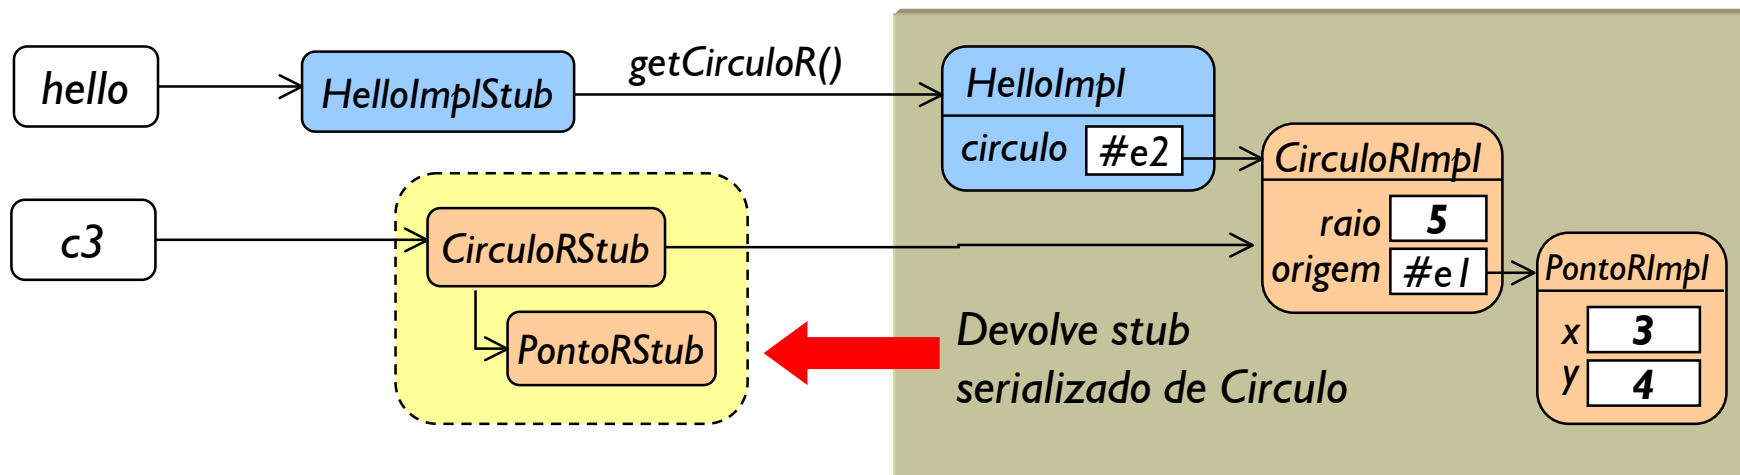 hello
HelloImplStub
getCirculoR()
HelloImpl
circulo #e2
CirculoRImpl
raio 5
origem #e1
PontoRImpl
x 3
y 4
c3
CirculoRStub
PontoRStub
Devolve stub
serializado de Circulo